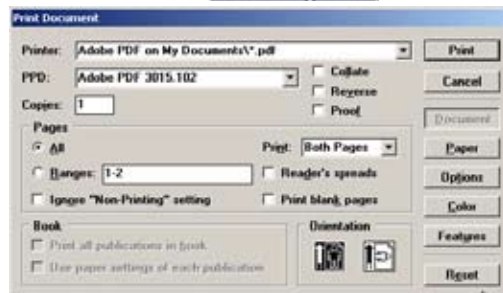 Print Document
Printer: Adobe PDF on My Documents\*.pdf Print
PPD: Adobe PDF 3015.102 Collate Cancel
Reverse
Copies: 1 Proof Document
Pages
All Print: Both Pages Paper
Ranges: 1-2 Reader's spreads Options
Ignore "Non-Printing" setting Print blank pages Color
Book Orientation Features
Print all publications in book
Use paper settings of each publication Reset